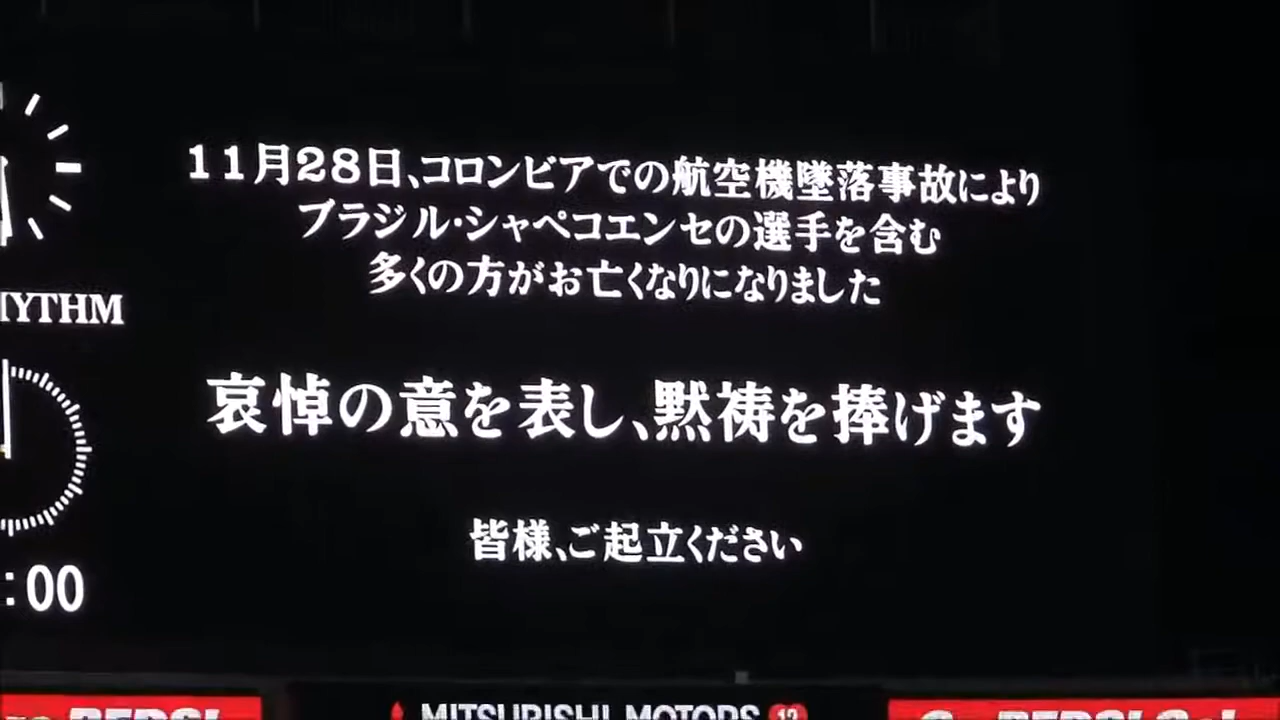 11月28日、コロンビアでの航空機墜落事故により
ブラジル・シャペコエンセの選手を含む
多くの方がお亡くなりになりました
哀悼の意を表し、黙祷を捧げます
皆様、ご起立ください
:00
MITSUBISHI MOTORS 12